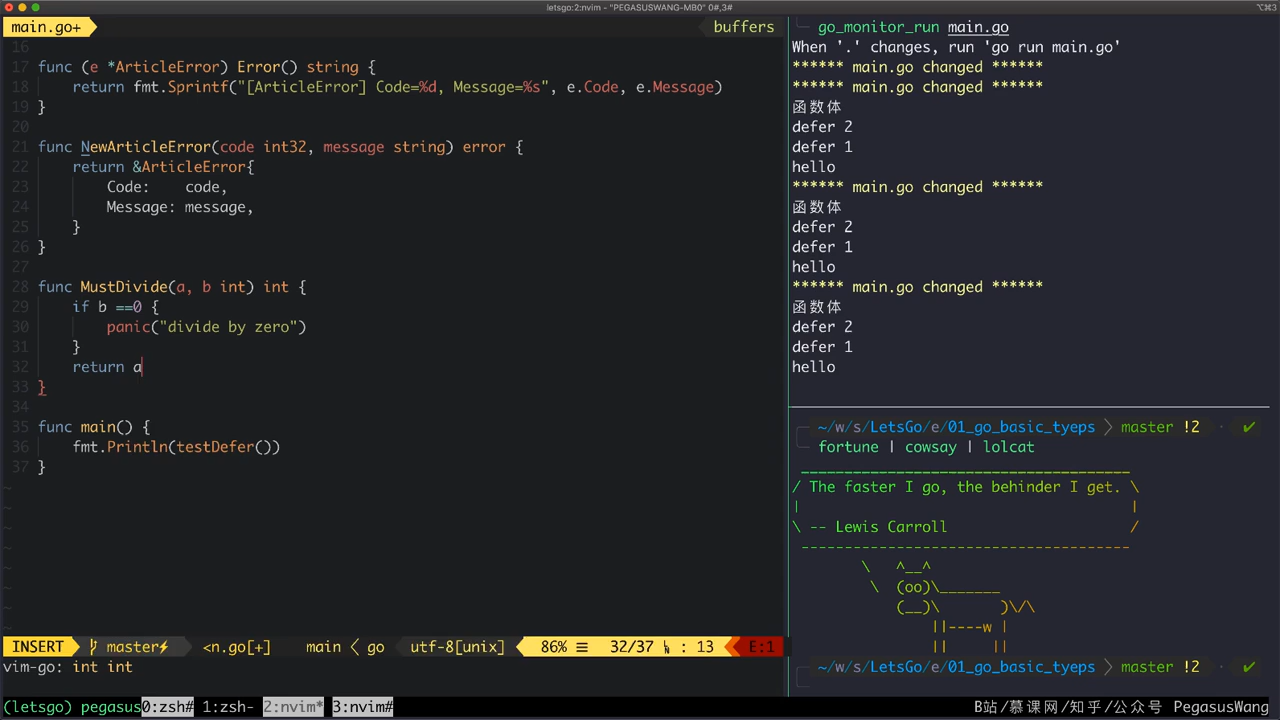 letsgo:2:nvim - "PEGASUSWANG-MB0" 0#,3#
⌥⌘3
main.go+
buffers
16
17 func (e *ArticleError) Error() string {
18 return fmt.Sprintf("[ArticleError] Code=%d, Message=%s", e.Code, e.Message)
19 }
20
21 func NewArticleError(code int32, message string) error {
22 return &ArticleError{
23 Code:    code,
24 Message: message,
25 }
26 }
27
28 func MustDivide(a, b int) int {
29 if b ==0 {
30 panic("divide by zero")
31 }
32 return a
33 }
34
35 func main() {
36 fmt.Println(testDefer())
37 }
~
~
~
~
~
~
~
INSERT master⚡ <n.go[+] main < go utf-8[unix] 86% ☰ 32/37 ㏑ : 13 E:1
vim-go: int int
go_monitor_run main.go
When '.' changes, run 'go run main.go'
****** main.go changed ******
****** main.go changed ******
函数体
defer 2
defer 1
hello
****** main.go changed ******
函数体
defer 2
defer 1
hello
****** main.go changed ******
函数体
defer 2
defer 1
hello
~/w/s/LetsGo/e/01_go_basic_tyeps > master !2 · ✔
fortune | cowsay | lolcat
______________________________________
/ The faster I go, the behinder I get. \
|                                      |
\ -- Lewis Carroll                     /
--------------------------------------
\   ^__^
\  (oo)\_______
(__)\       )\/\
||----w |
||     ||
~/w/s/LetsGo/e/01_go_basic_tyeps > master !2 · ✔
(letsgo) pegasus 0:zsh# 1:zsh- 2:nvim* 3:nvim#
B站/慕课网/知乎/公众号 PegasusWang